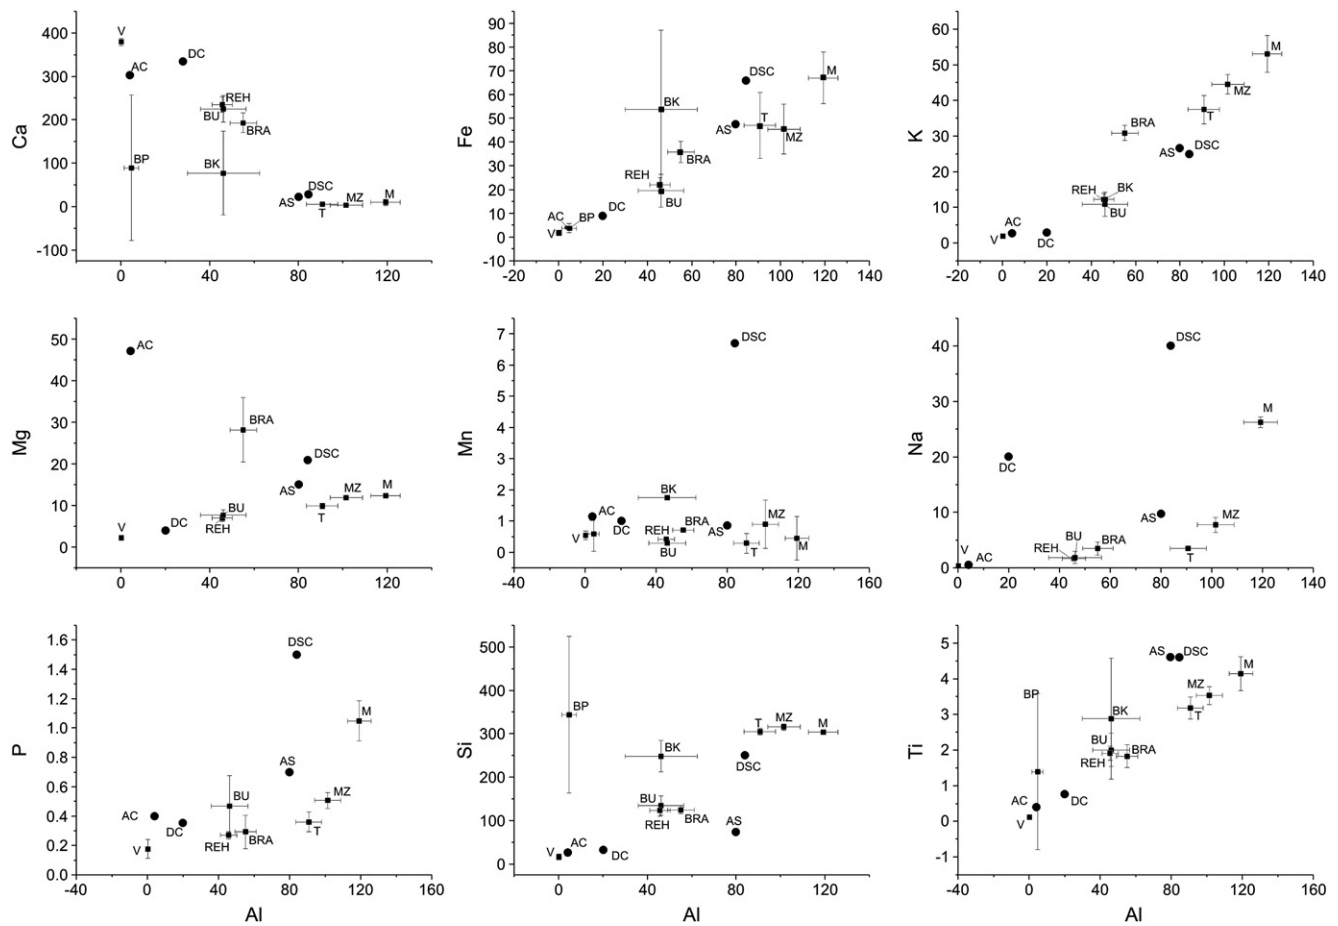 V
400
AC
DC
300
REH
BU
200
BRA
Ca
100
BP
BK
DSC
MZ
M
AS
T
0
-100
0
40
80
120
90
80
70
60
50
40
30
20
10
0
-10
Fe
BK
DSC
M
T
AS
MZ
BRA
REH
BU
DC
AC
BP
V
-20
0
20
40
60
80
100
120
140
60
50
40
30
20
10
0
K
M
MZ
T
BRA
AS
DSC
REH
BK
BU
AC
V
DC
-20
0
20
40
60
80
100
120
140
50
40
30
20
10
0
Mg
AC
BRA
DSC
AS
MZ
M
T
BU
REH
DC
V
0
40
80
120
7
6
5
4
3
2
1
0
Mn
DSC
BK
AC
DC
V
REH
BRA
BU
AS
MZ
T
M
-40
0
40
80
120
160
40
30
20
10
0
Na
DSC
M
DC
AS
MZ
BU
REH
BRA
T
V
AC
0
20
40
60
80
100
120
140
1.6
1.4
1.2
1.0
0.8
0.6
0.4
0.2
0.0
P
DSC
M
AS
BU
MZ
AC
DC
T
REH
BRA
V
-40
0
40
80
120
160
Al
500
400
300
200
100
0
Si
BP
T
MZ
M
BK
DSC
BU
REH
BRA
AS
AC
V
DC
0
40
80
120
Al
5
4
3
2
1
0
-1
Ti
AS
DSC
M
MZ
BP
BK
T
BU
BRA
REH
AC
DC
V
-40
0
40
80
120
160
Al